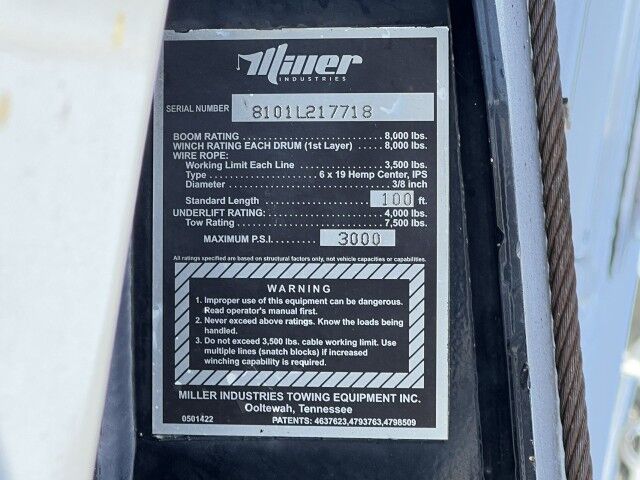 Miller
INDUSTRIES
SERIAL NUMBER 8101L217718
BOOM RATING ........ 8,000 lbs.
WINCH RATING EACH DRUM (1st Layer) ..... 8,000 lbs.
WIRE ROPE:
Working Limit Each Line ........ 3,500 lbs.
Type ........ 6 x 19 Hemp Center, IPS
Diameter ........ 3/8 inch
Standard Length ........ 100 ft.
UNDERLIFT RATING: ........ 4,000 lbs.
Tow Rating ........ 7,500 lbs.
MAXIMUM P.S.I. ........ 3000
All ratings specified are based on structural factors only, not vehicle capacities or capabilities.
WARNING
1. Improper use of this equipment can be dangerous.
Read operator's manual first.
2. Never exceed above ratings. Know the loads being
handled.
3. Do not exceed 3,500 lbs. cable working limit. Use
multiple lines (snatch blocks) if increased
winching capability is required.
MILLER INDUSTRIES TOWING EQUIPMENT INC.
Ooltewah, Tennessee
0501422 PATENTS: 4637623,4793763,4798509